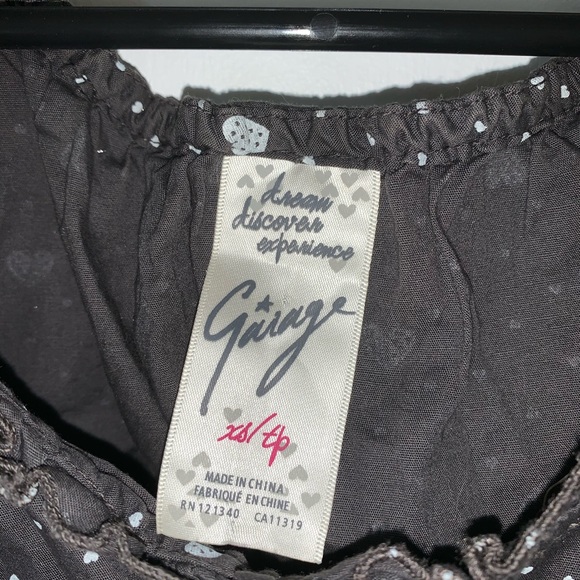 dream
discover
experience
Garage
xs/tp
MADE IN CHINA
FABRIQUÉ EN CHINE
RN 121340 CA11319